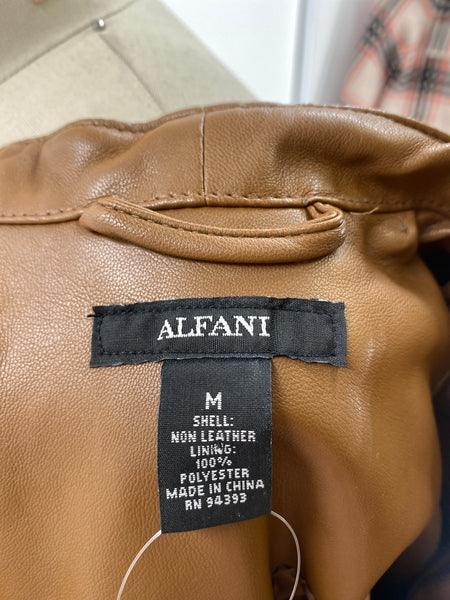 ALFANI
M
SHELL:
NON LEATHER
LINING:
100%
POLYESTER
MADE IN CHINA
RN 94393